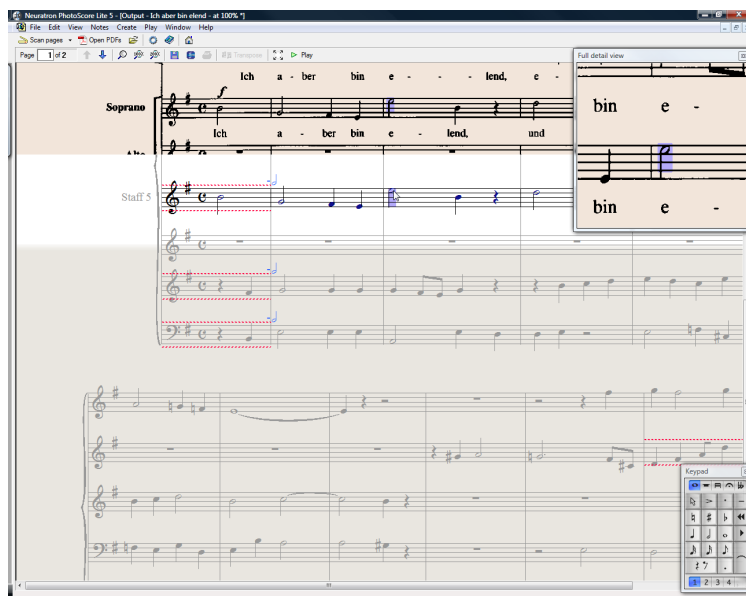 Neuratron PhotoScore Lite 5 - [Output - Ich aber bin elend - at 100% *]
File Edit View Notes Create Play Window Help
Scan pages Open PDFs
Page 1 of 2 Transpose Play
Full detail view
Ich a - ber bin e - lend, e -
Soprano f
Ich a - ber bin e - lend, und
Alto
bin e -
bin e -
Staff 5
Keypad
1 2 3 4